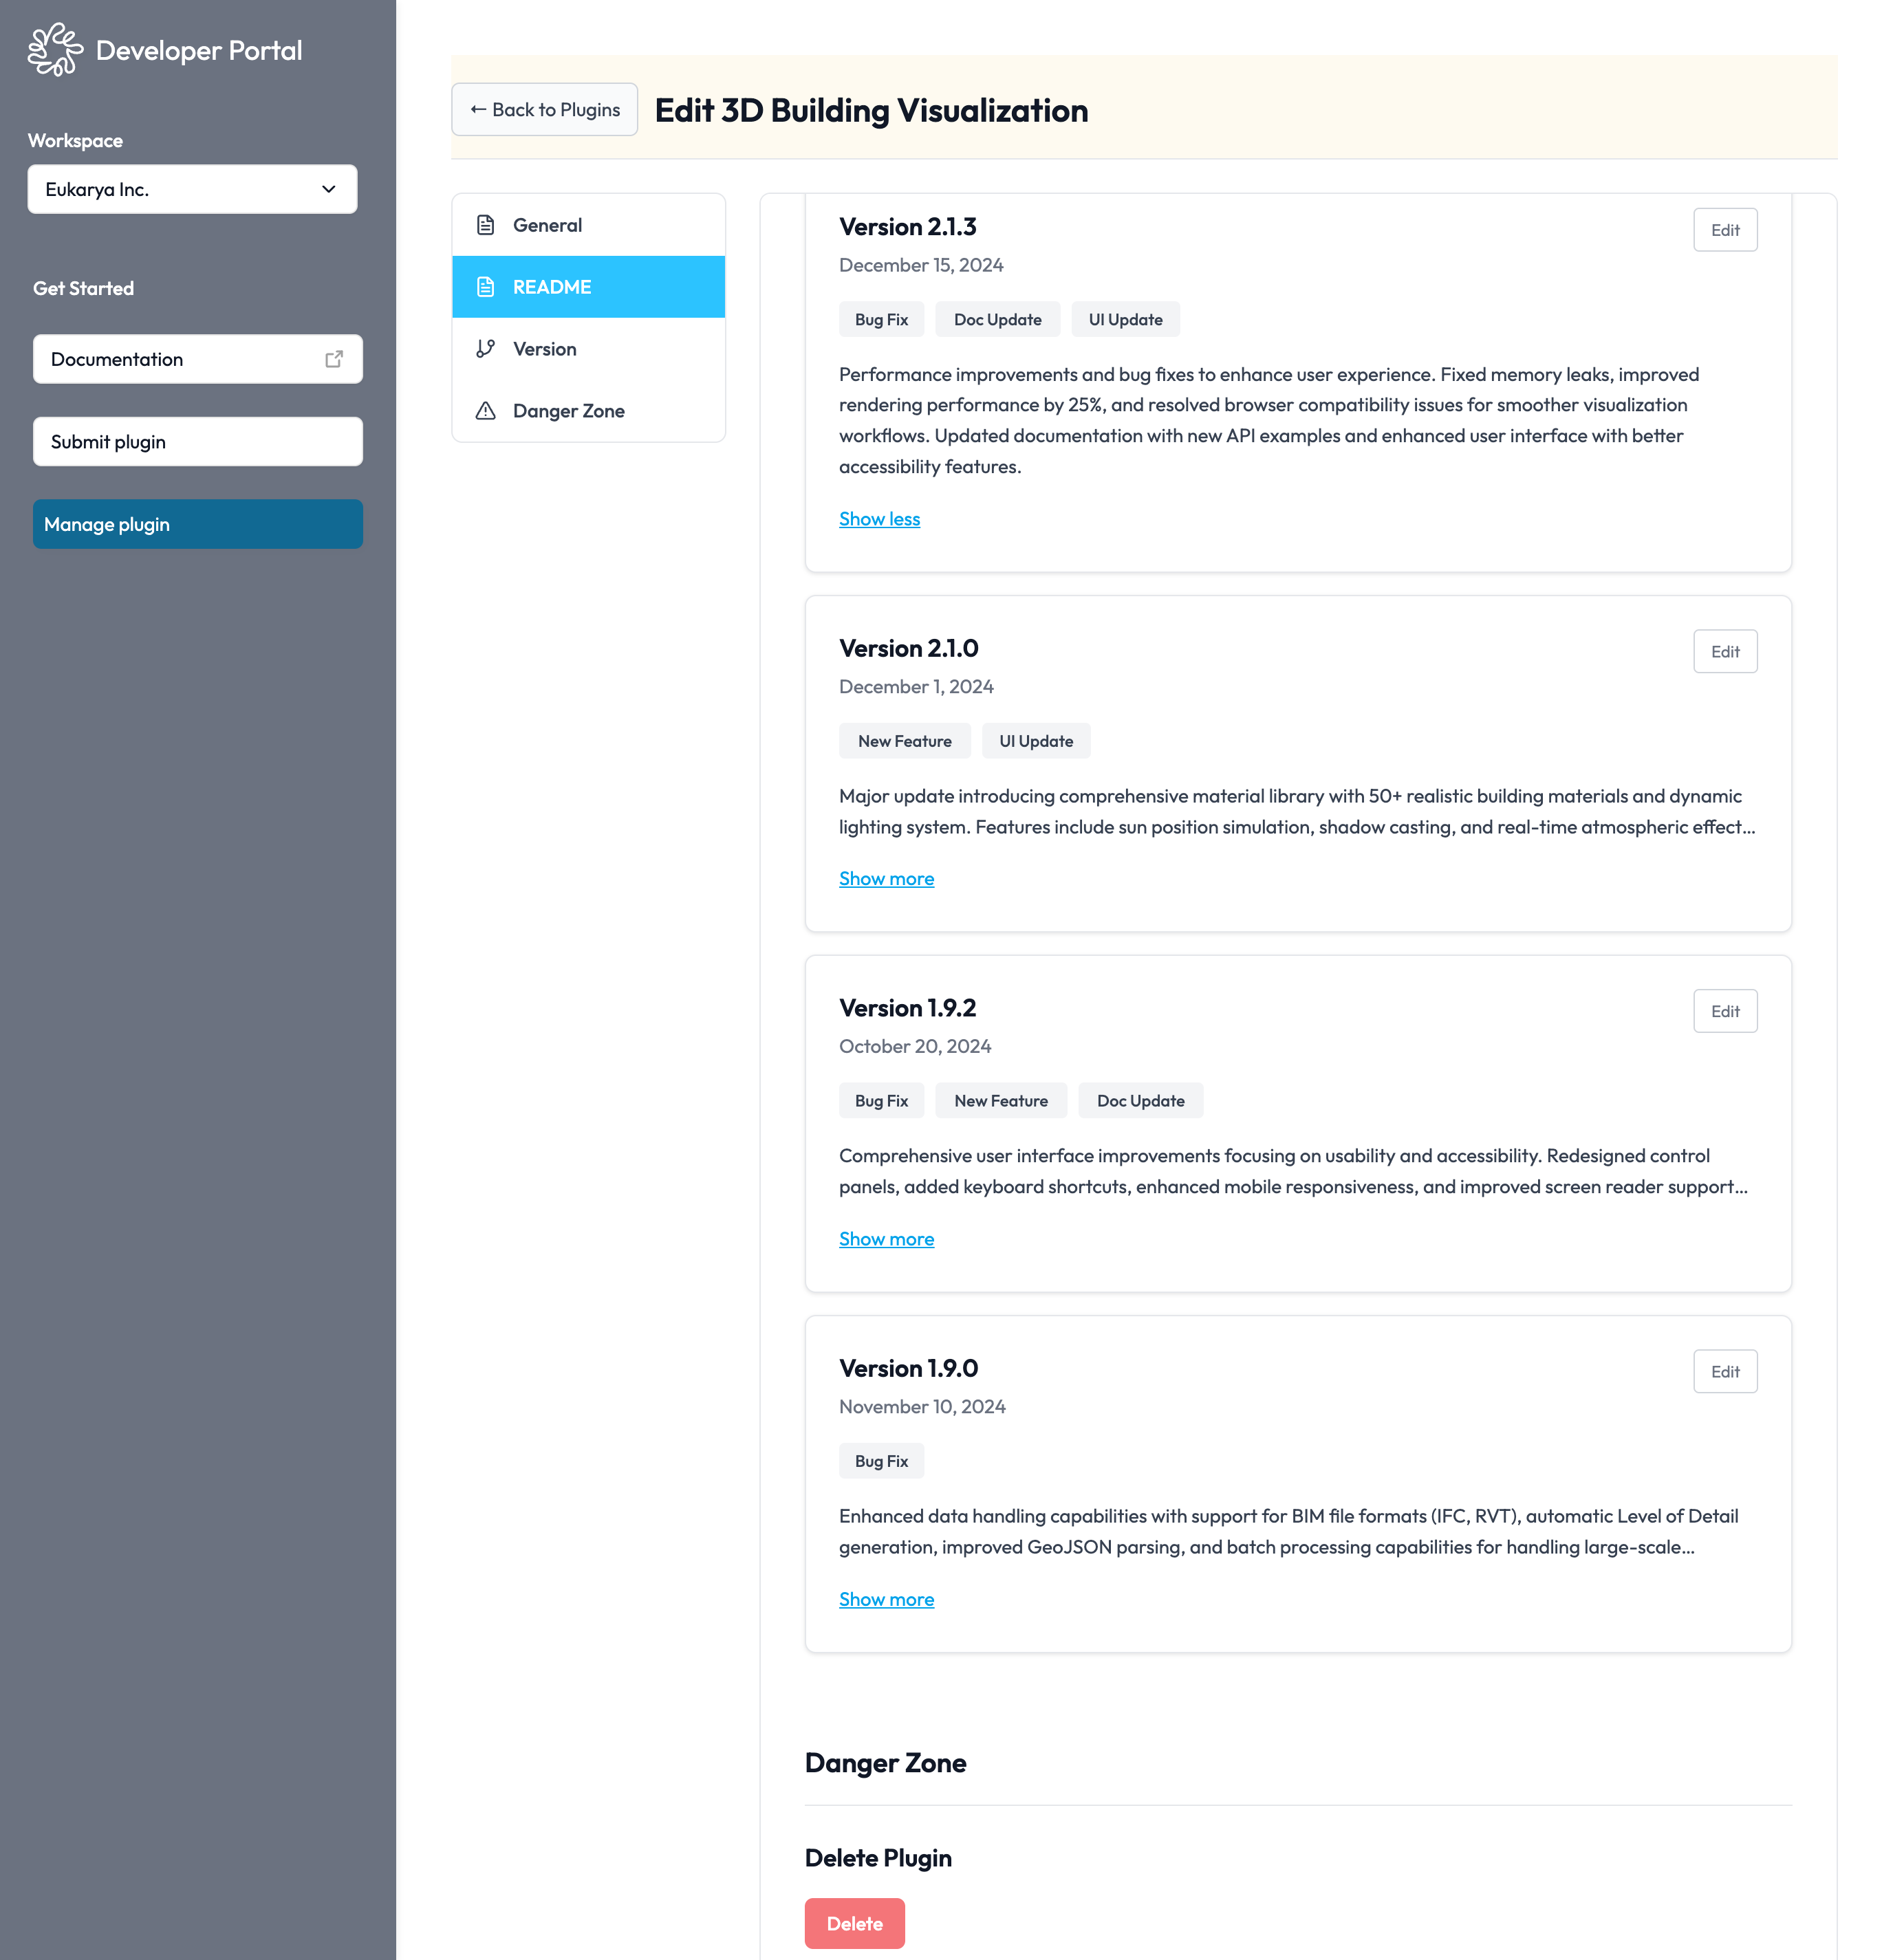 Developer Portal
Workspace
Eukarya Inc.
Get Started
Documentation
Submit plugin
Manage plugin
← Back to Plugins
Edit 3D Building Visualization
General
README
Version
Danger Zone
Version 2.1.3
Edit
December 15, 2024
Bug Fix
Doc Update
UI Update
Performance improvements and bug fixes to enhance user experience. Fixed memory leaks, improved
rendering performance by 25%, and resolved browser compatibility issues for smoother visualization
workflows. Updated documentation with new API examples and enhanced user interface with better
accessibility features.
Show less
Version 2.1.0
Edit
December 1, 2024
New Feature
UI Update
Major update introducing comprehensive material library with 50+ realistic building materials and dynamic
lighting system. Features include sun position simulation, shadow casting, and real-time atmospheric effect...
Show more
Version 1.9.2
Edit
October 20, 2024
Bug Fix
New Feature
Doc Update
Comprehensive user interface improvements focusing on usability and accessibility. Redesigned control
panels, added keyboard shortcuts, enhanced mobile responsiveness, and improved screen reader support...
Show more
Version 1.9.0
Edit
November 10, 2024
Bug Fix
Enhanced data handling capabilities with support for BIM file formats (IFC, RVT), automatic Level of Detail
generation, improved GeoJSON parsing, and batch processing capabilities for handling large-scale...
Show more
Danger Zone
Delete Plugin
Delete